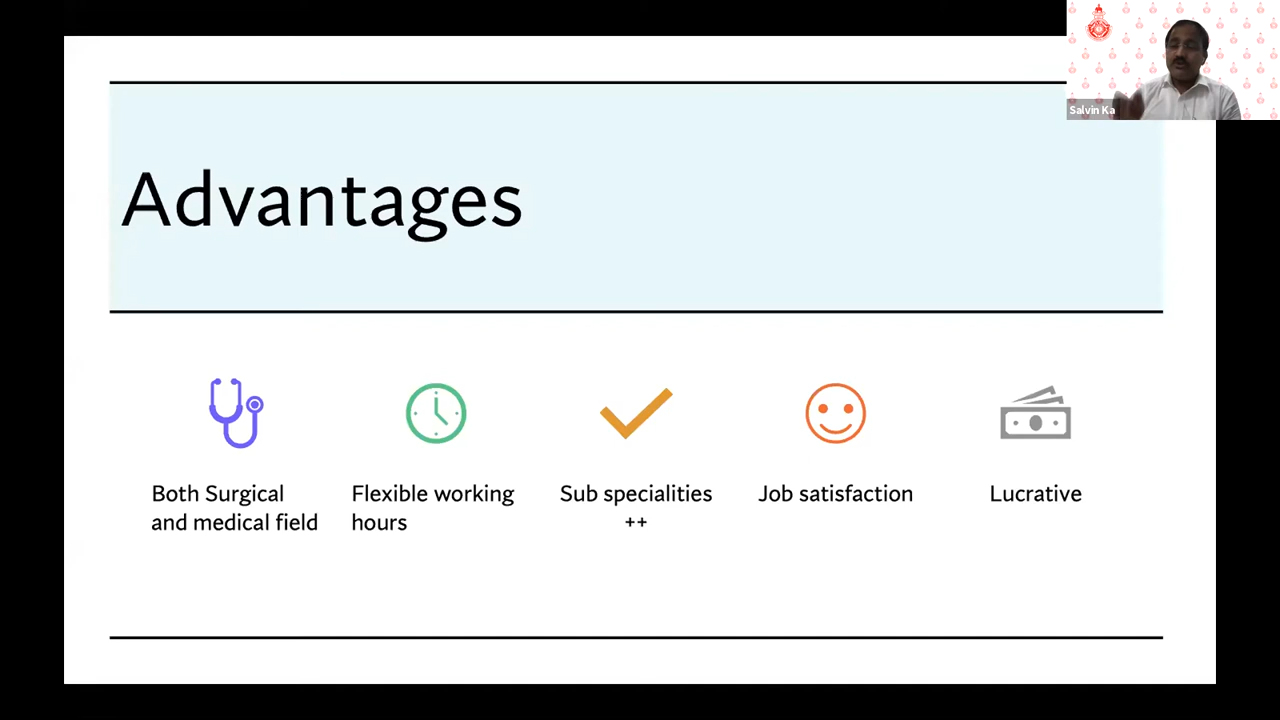 Salvin Ka
Advantages
Both Surgical
and medical field
Flexible working
hours
Sub specialities
++
Job satisfaction
Lucrative